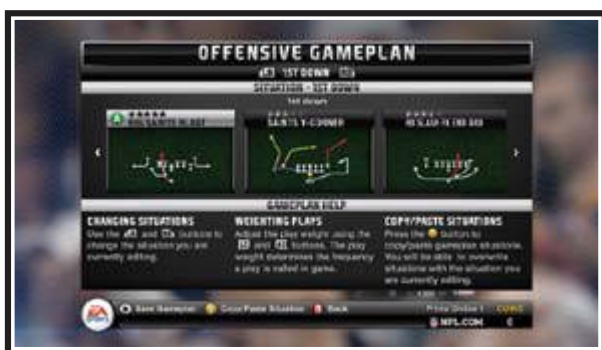 OFFENSIVE GAMEPLAN
1ST DOWN
SITUATION - 1ST DOWN
1st down
SAINTS Y-CORNER
GAMEPLAN HELP
CHANGING SITUATIONS
Use the and buttons to
change the situation you are
currently editing.
WEIGHTING PLAYS
Adjust the play weight using the
and buttons. The play
weight determines the frequency
a play is called in game.
COPY/PASTE SITUATIONS
Press the button to
copy/paste gameplan situations.
You will be able to overwrite
situations with the situation you
are currently editing.
EA
SPORTS
Save Gameplan Copy/Paste Situation B Back
NFL.COM